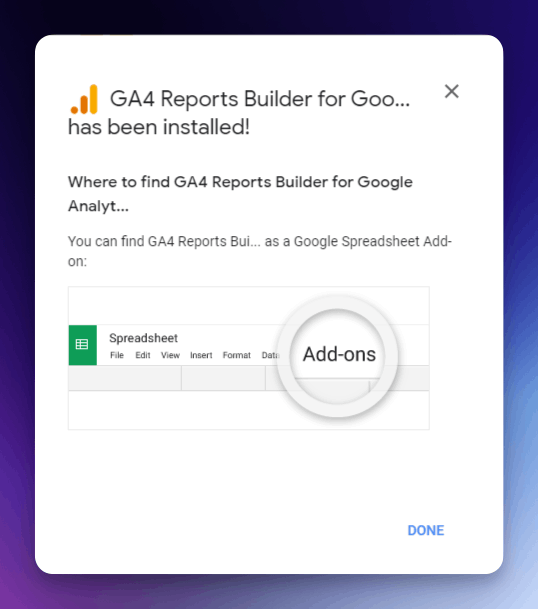 GA4 Reports Builder for Goo...
has been installed!
Where to find GA4 Reports Builder for Google
Analyt...
You can find GA4 Reports Bui... as a Google Spreadsheet Add-
on:
Spreadsheet
File Edit View Insert Format Data Add-ons
DONE